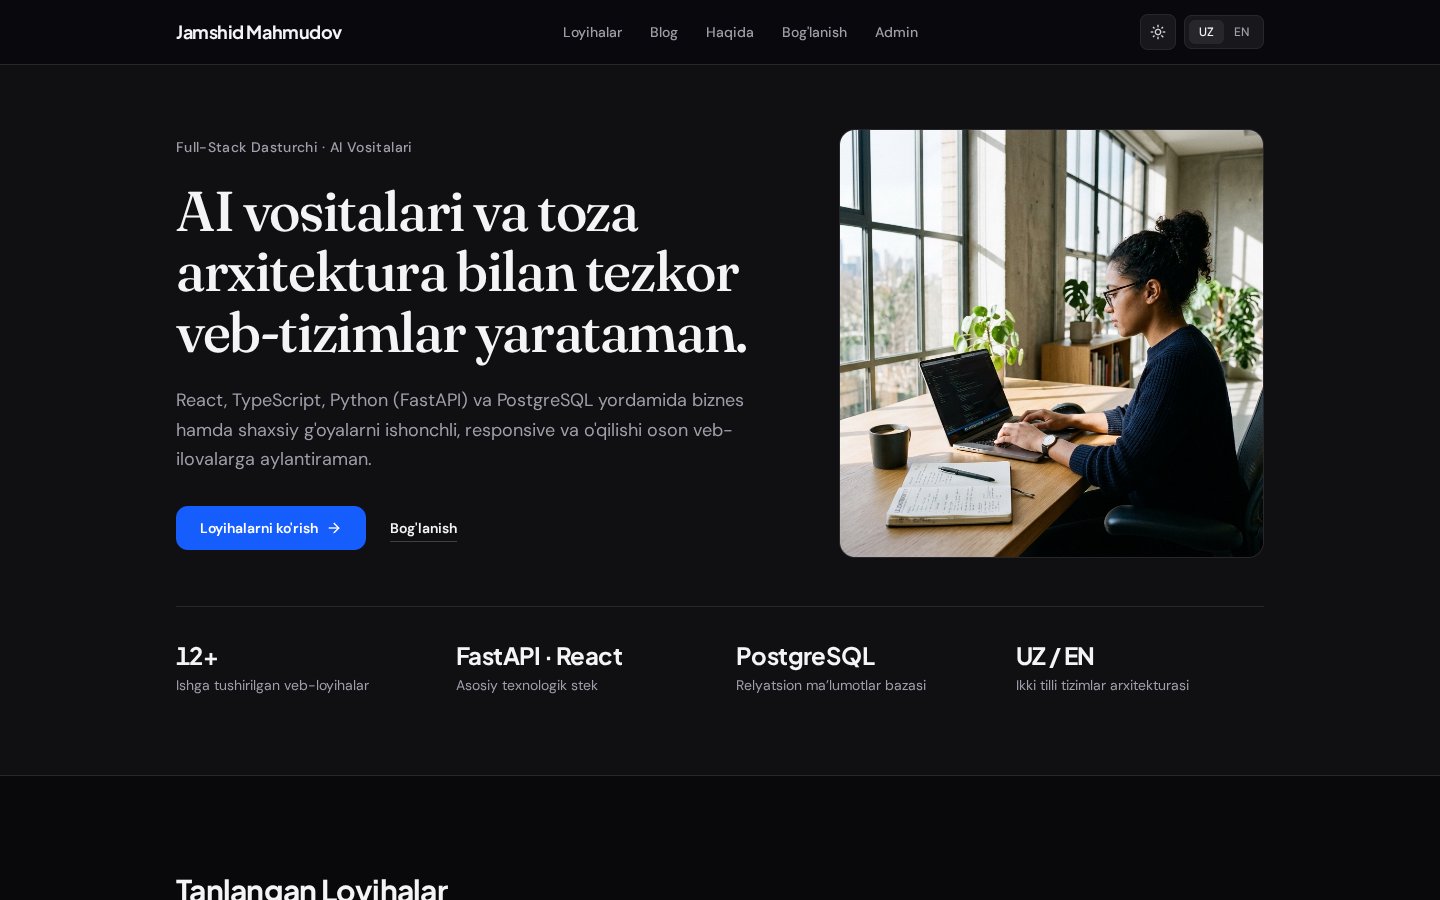 Jamshid Mahmudov
Loyihalar
Blog
Haqida
Bog'lanish
Admin
UZ
EN
Full-Stack Dasturchi · AI Vositalari
AI vositalari va toza
arxitektura bilan tezkor
veb-tizimlar yarataman.
React, TypeScript, Python (FastAPI) va PostgreSQL yordamida biznes
hamda shaxsiy g'oyalarni ishonchli, responsive va o'qilishi oson veb-
ilovalarga aylantiraman.
Loyihalarni ko'rish →
Bog'lanish
12+
Ishga tushirilgan veb-loyihalar
FastAPI · React
Asosiy texnologik stek
PostgreSQL
Relyatsion ma’lumotlar bazasi
UZ / EN
Ikki tilli tizimlar arxitekturasi
Tanlangan Loyihalar